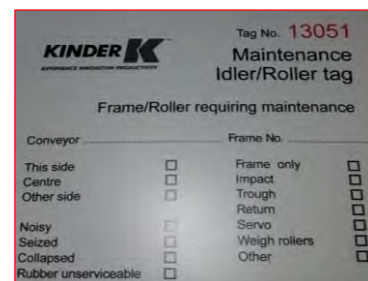 Tag No. 13051
KINDER K
EXPERIENCE INNOVATION PRODUCTIVITY
Maintenance
Idler/Roller tag
Frame/Roller requiring maintenance
Conveyor
Frame No.
This side
Centre
Other side
Noisy
Seized
Collapsed
Rubber unserviceable
Frame only
Impact
Trough
Return
Servo
Weigh rollers
Other